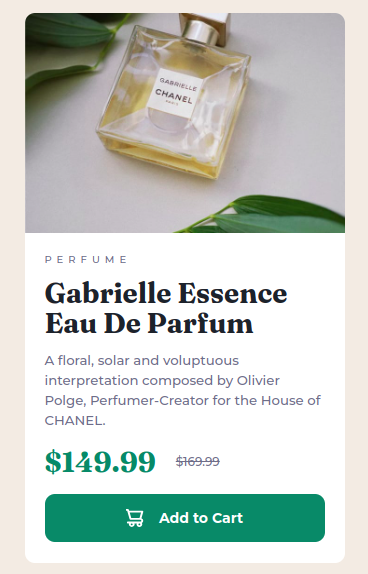 GABRIELLE
CHANEL
PARIS
PERFUME
Gabrielle Essence
Eau De Parfum
A floral, solar and voluptuous
interpretation composed by Olivier
Polge, Perfumer-Creator for the House of
CHANEL.
$149.99 $169.99
Add to Cart